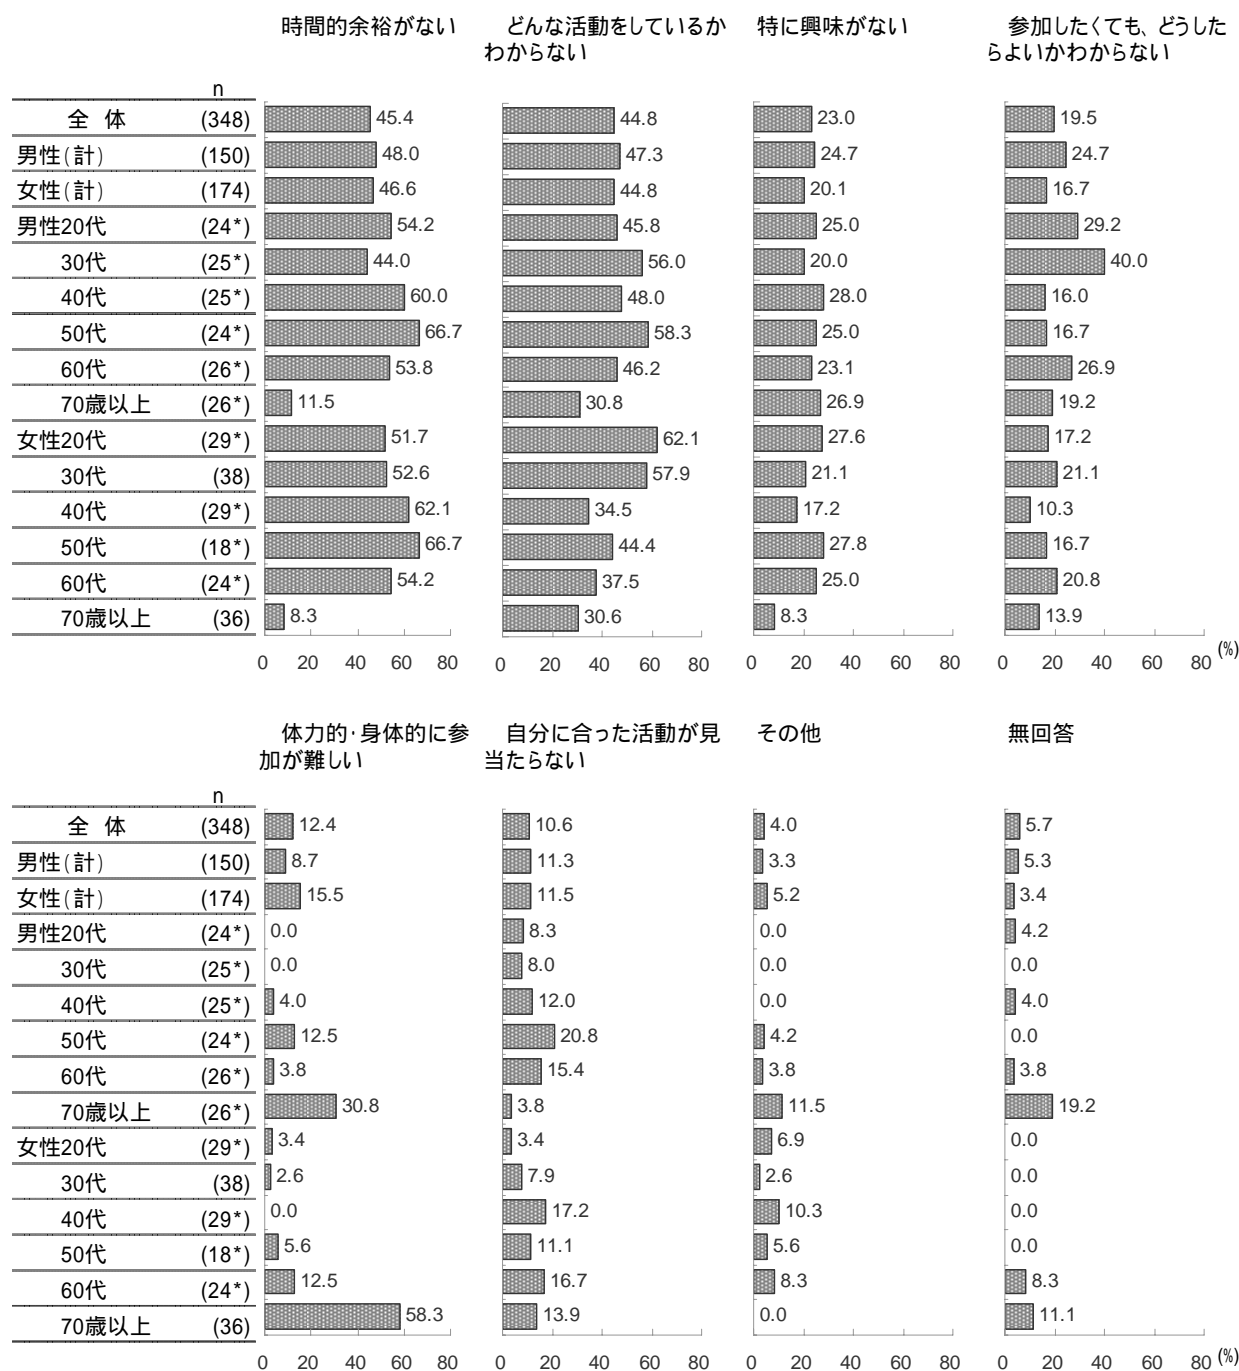 時間的余裕がない どんな活動をしているか 特に興味がない 参加したくても、どうした
わからない らよいかわからない
n
全 体 (348) 45.4 44.8 23.0 19.5
男性(計) (150) 48.0 47.3 24.7 24.7
女性(計) (174) 46.6 44.8 20.1 16.7
男性20代 (24*) 54.2 45.8 25.0 29.2
30代 (25*) 44.0 56.0 20.0 40.0
40代 (25*) 60.0 48.0 28.0 16.0
50代 (24*) 66.7 58.3 25.0 16.7
60代 (26*) 53.8 46.2 23.1 26.9
70歳以上 (26*) 11.5 30.8 26.9 19.2
女性20代 (29*) 51.7 62.1 27.6 17.2
30代 (38) 52.6 57.9 21.1 21.1
40代 (29*) 62.1 34.5 17.2 10.3
50代 (18*) 66.7 44.4 27.8 16.7
60代 (24*) 54.2 37.5 25.0 20.8
70歳以上 (36) 8.3 30.6 8.3 13.9
0 20 40 60 80 0 20 40 60 80 0 20 40 60 80 0 20 40 60 80 (%)
体力的・身体的に参 自分に合った活動が見 その他 無回答
加が難しい 当たらない
n
全 体 (348) 12.4 10.6 4.0 5.7
男性(計) (150) 8.7 11.3 3.3 5.3
女性(計) (174) 15.5 11.5 5.2 3.4
男性20代 (24*) 0.0 8.3 0.0 4.2
30代 (25*) 0.0 8.0 0.0 0.0
40代 (25*) 4.0 12.0 0.0 4.0
50代 (24*) 12.5 20.8 4.2 0.0
60代 (26*) 3.8 15.4 3.8 3.8
70歳以上 (26*) 30.8 3.8 11.5 19.2
女性20代 (29*) 3.4 3.4 6.9 0.0
30代 (38) 2.6 7.9 2.6 0.0
40代 (29*) 0.0 17.2 10.3 0.0
50代 (18*) 5.6 11.1 5.6 0.0
60代 (24*) 12.5 16.7 8.3 8.3
70歳以上 (36) 58.3 13.9 0.0 11.1
0 20 40 60 80 0 20 40 60 80 0 20 40 60 80 0 20 40 60 80 (%)